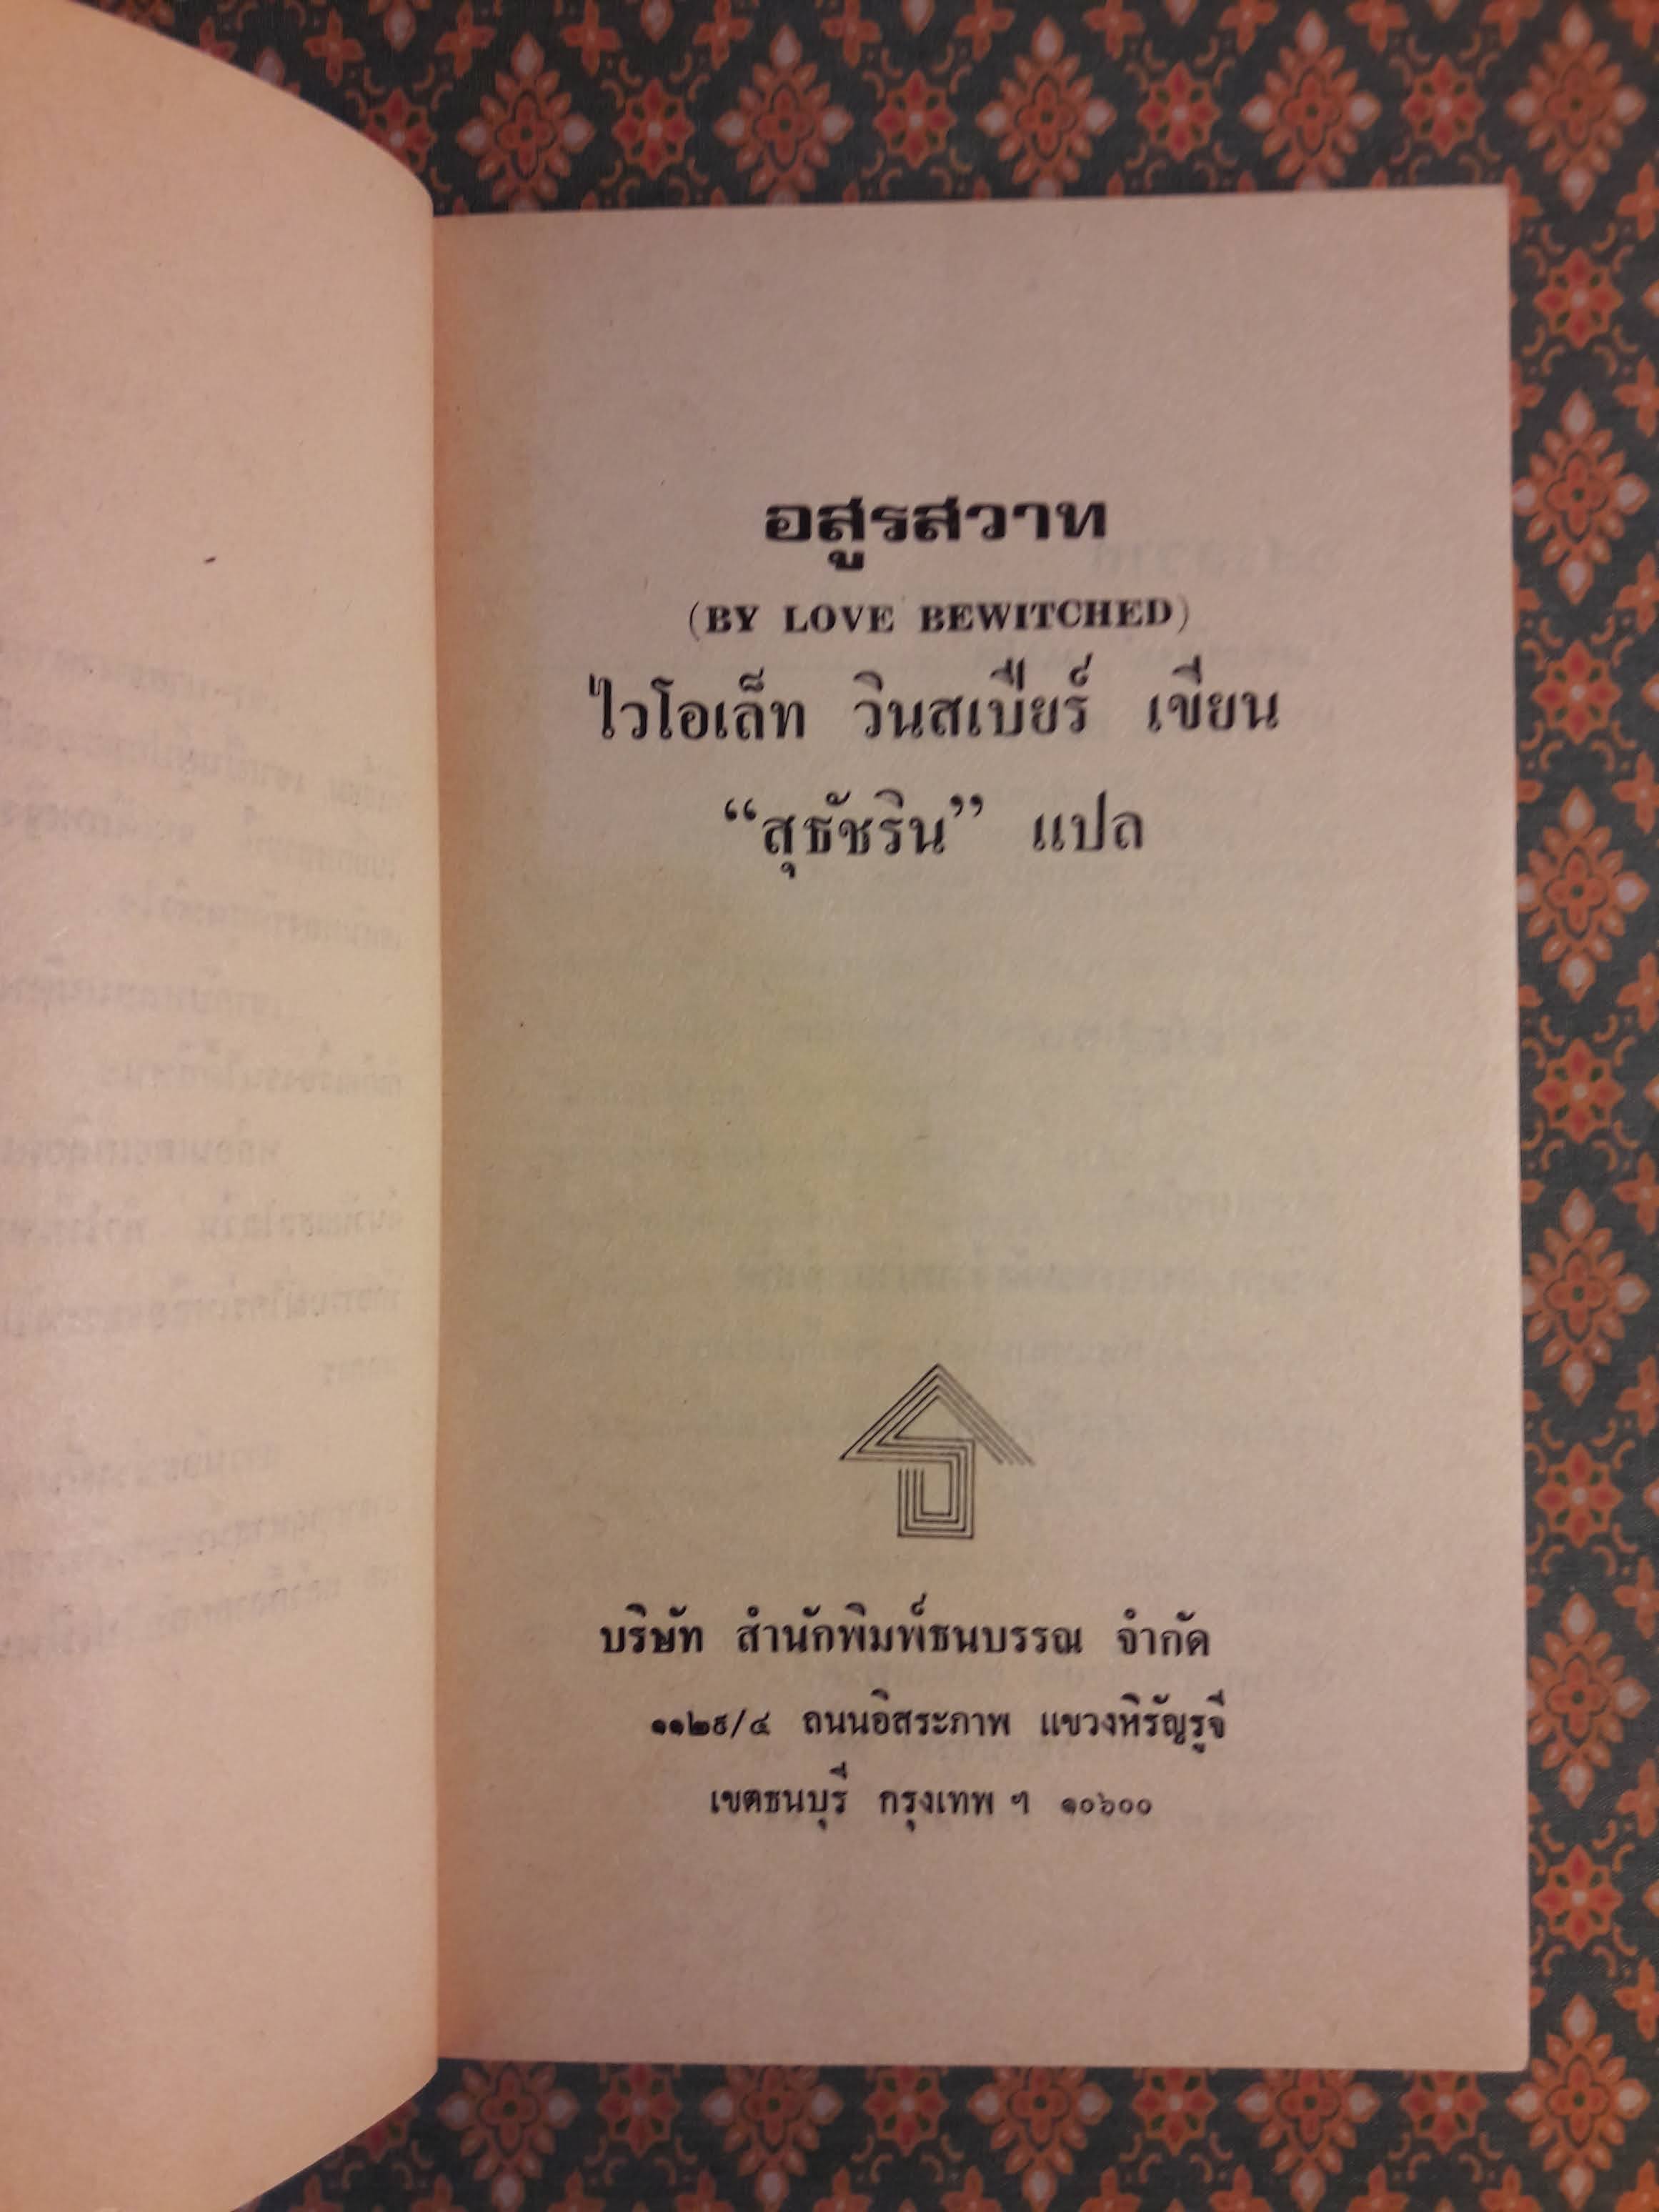 อสูรสวาท
(BY LOVE BEWITCHED)
ไวโอเล็ท วินสเปียร์ เขียน
“สุธัชริน” แปล
บริษัท สำนักพิมพ์ธนบรรณ จำกัด
๑๑๒๙/๔ ถนนอิสระภาพ แขวงหิรัญรูจี
เขตธนบุรี กรุงเทพ ฯ ๑๐๖๐๐